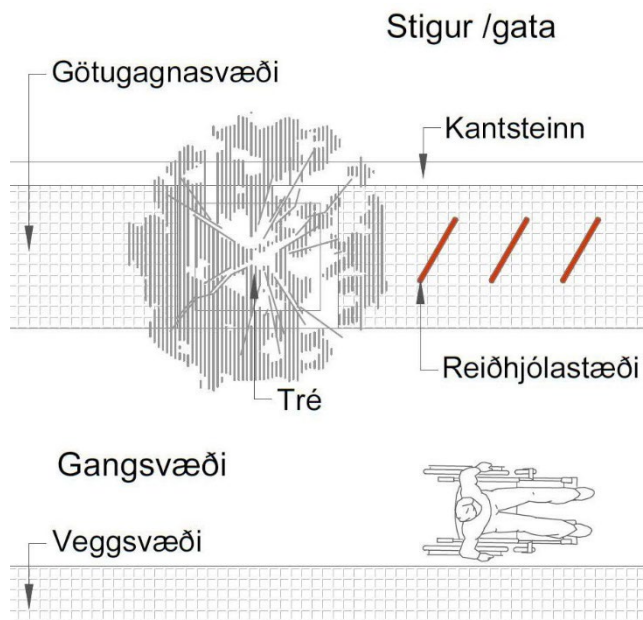 Stigur /gata
Götugagnasvæði
Kantsteinn
Reiðhjólastæði
Tré
Gangsvæði
Veggsvæði